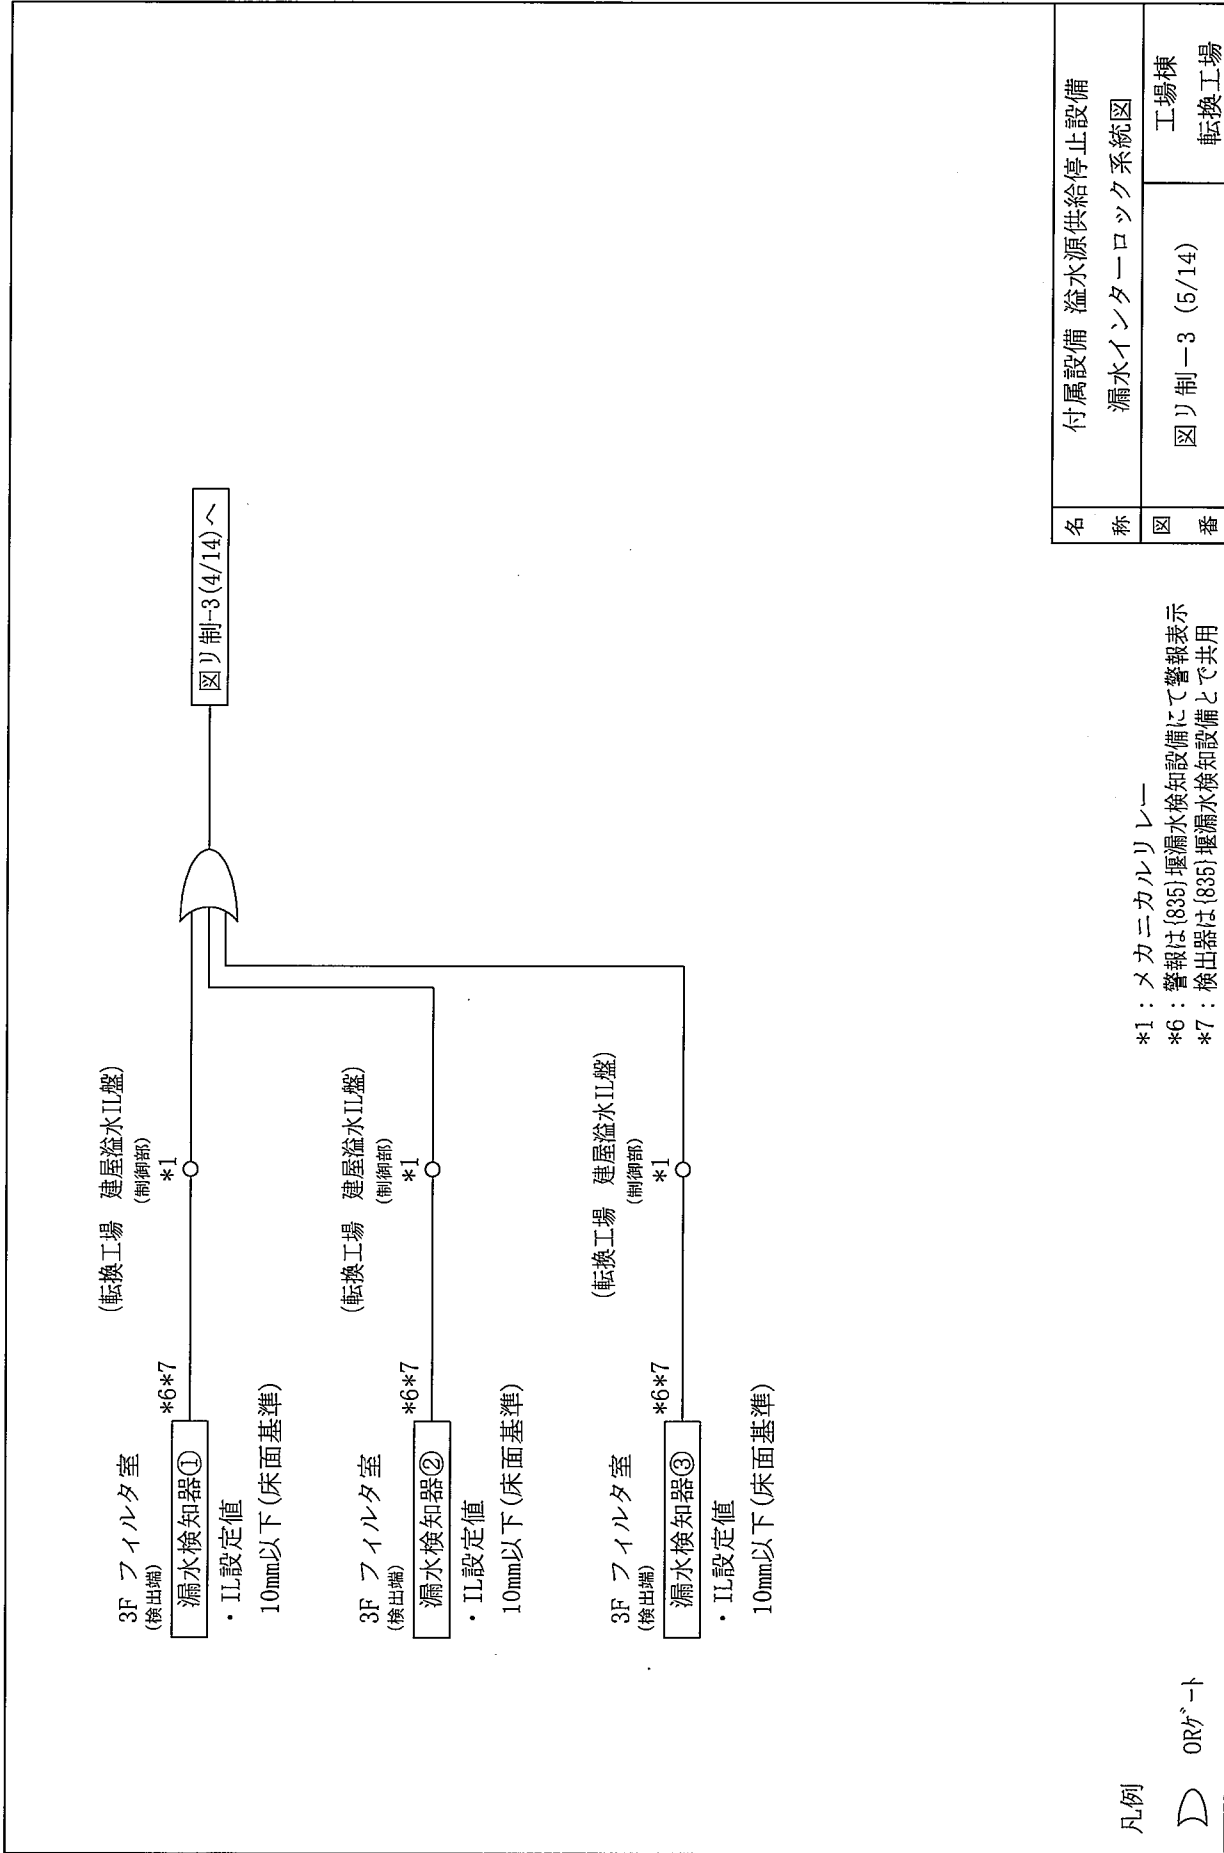 3F フィルタ室
(検出端)
漏水検知器①
*6*7
・IL設定値
10mm以下(床面基準)
(転換工場 建屋溢水IL盤)
(制御部)
*1
3F フィルタ室
(検出端)
漏水検知器②
*6*7
・IL設定値
10mm以下(床面基準)
(転換工場 建屋溢水IL盤)
(制御部)
*1
3F フィルタ室
(検出端)
漏水検知器③
*6*7
・IL設定値
10mm以下(床面基準)
(転換工場 建屋溢水IL盤)
(制御部)
*1
図リ制-3(4/14)へ
凡例
ORゲート
*1:メカニカルリレー
*6:警報は{835}堰漏水検知設備にて警報表示
*7:検出器は{835}堰漏水検知設備とで共用
名称
付属設備 溢水源供給停止設備
漏水インターロック系統図
図番
図リ制－3 (5/14)
工場棟
転換工場